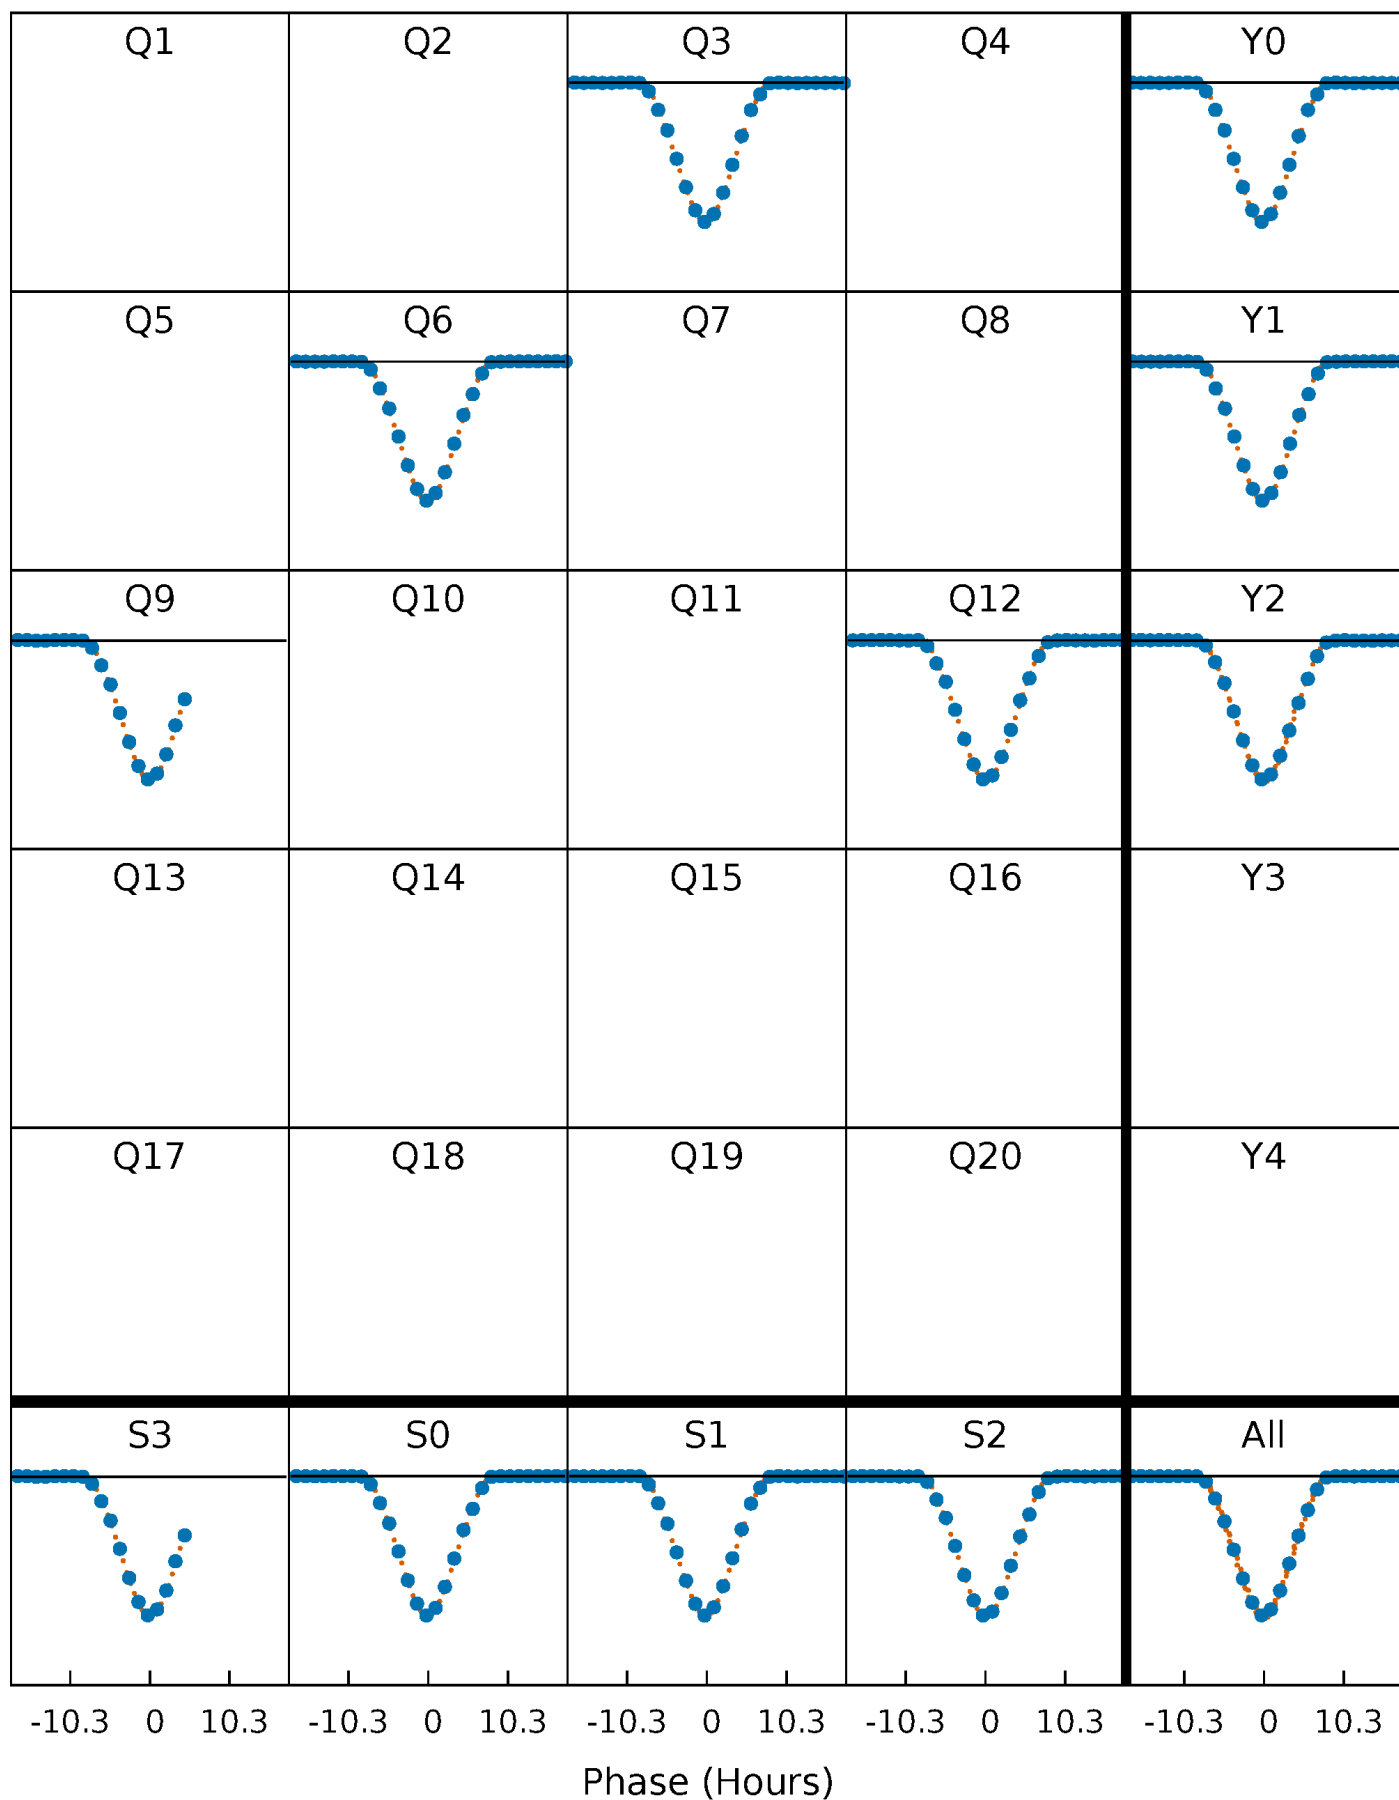 Q1 Q2 Q3 Q4 Y0
Q5 Q6 Q7 Q8 Y1
Q9 Q10 Q11 Q12 Y2
Q13 Q14 Q15 Q16 Y3
Q17 Q18 Q19 Q20 Y4
S3 S0 S1 S2 All
-10.3 0 10.3 -10.3 0 10.3 -10.3 0 10.3 -10.3 0 10.3 -10.3 0 10.3
Phase (Hours)